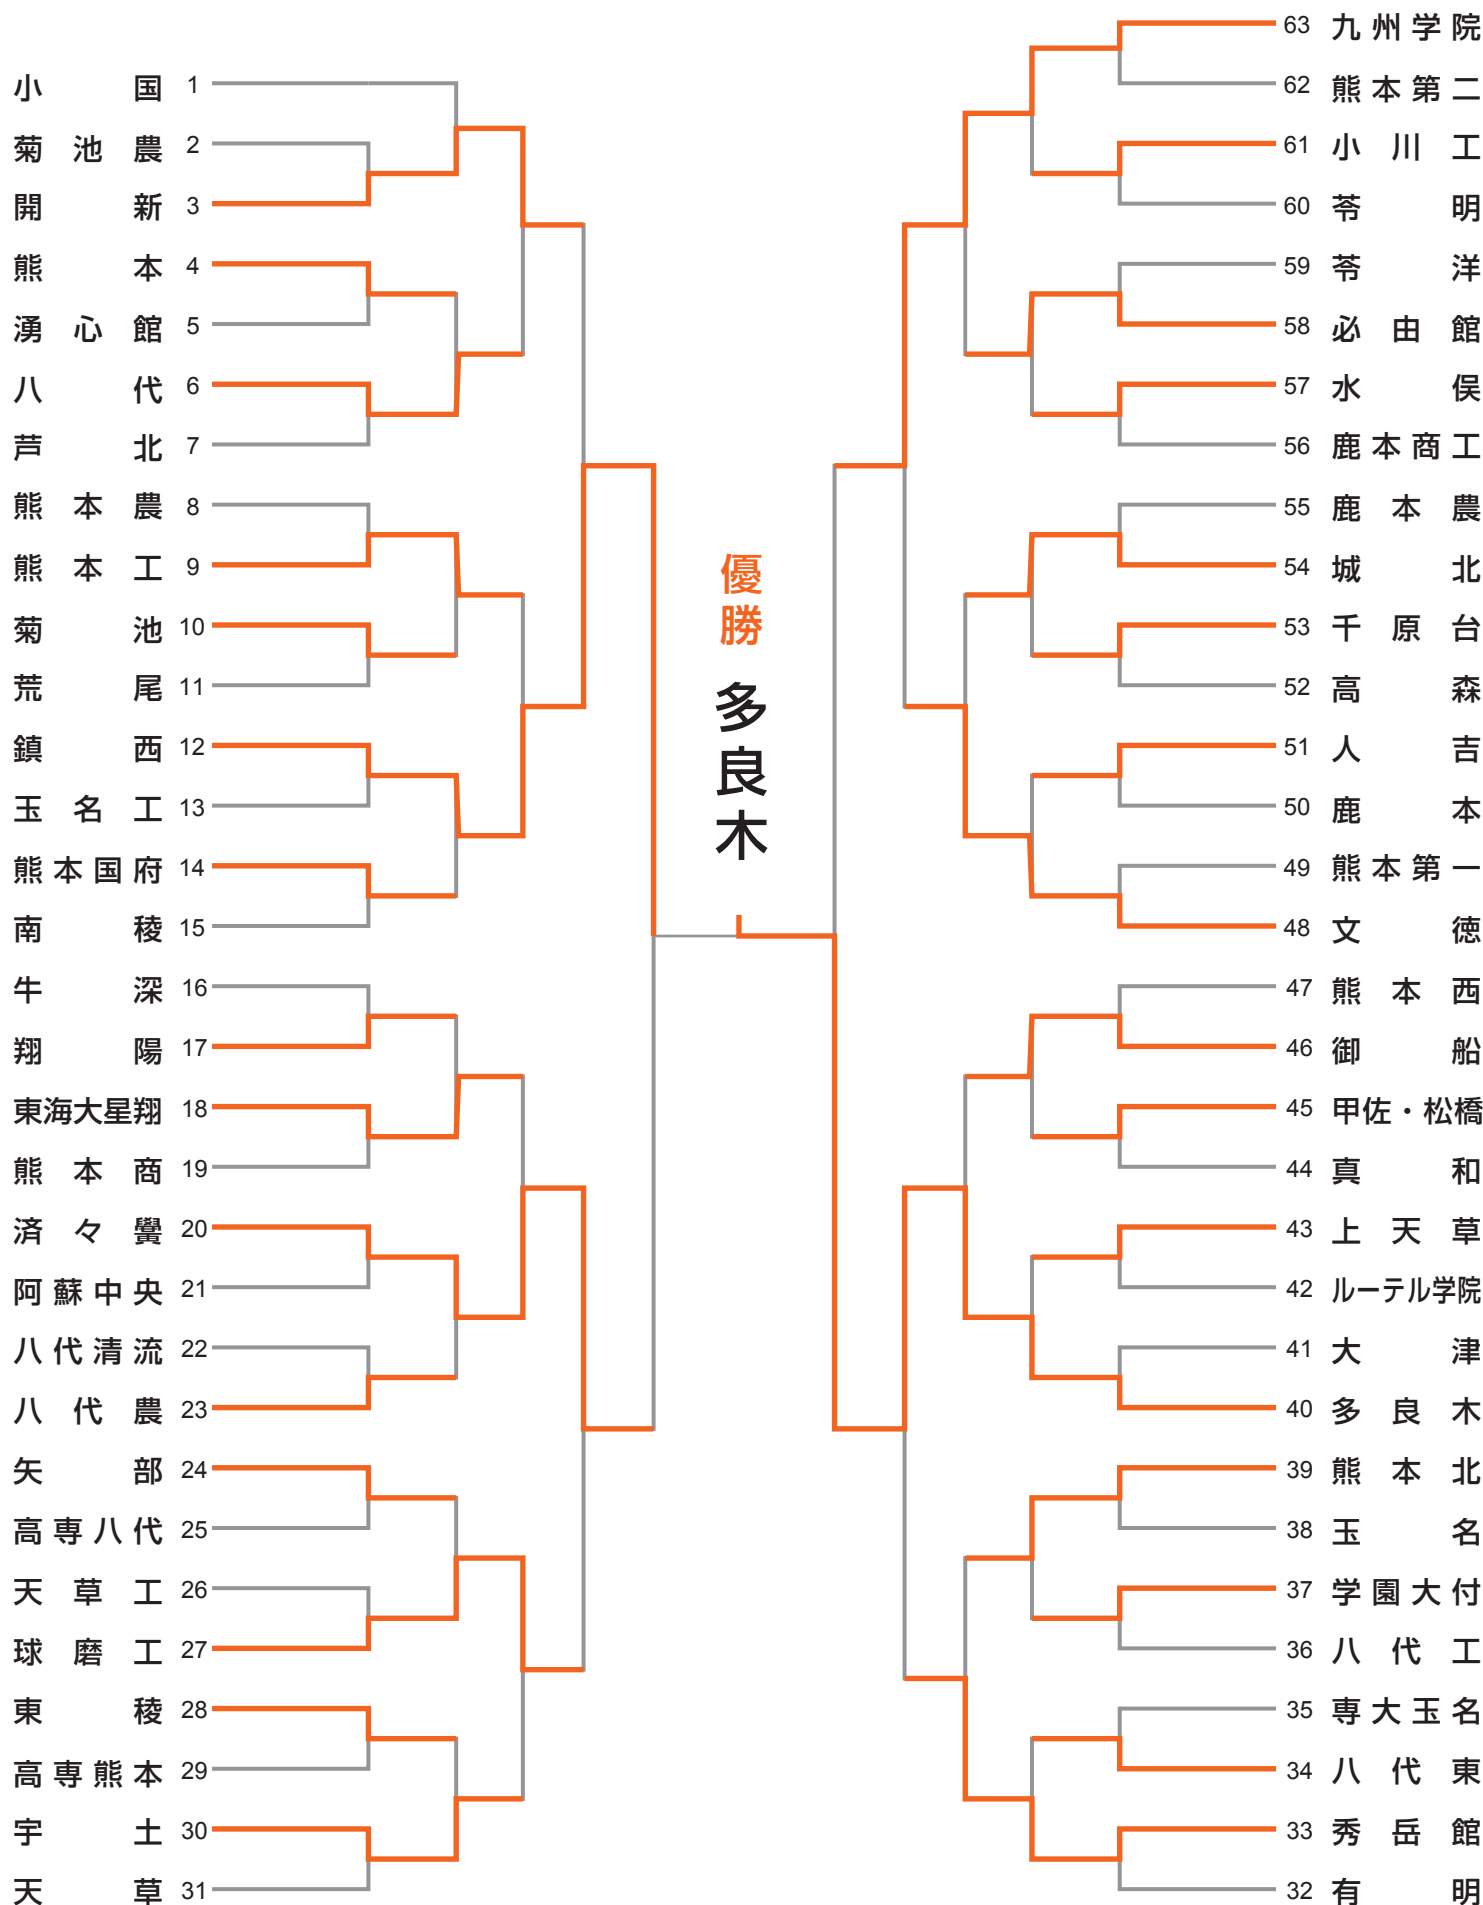 小国 1
菊池農 2
開新 3
熊本 4
湧心館 5
八代 6
芦北 7
熊本農 8
熊本工 9
菊池 10
荒尾 11
鎮西 12
玉名工 13
熊本国府 14
南稜 15
牛深 16
翔陽 17
東海大星翔 18
熊本商 19
済々黌 20
阿蘇中央 21
八代清流 22
八代農 23
矢部 24
高専八代 25
天草工 26
球磨工 27
東稜 28
高専熊本 29
宇土 30
天草 31
優勝
多良木
63 九州学院
62 熊本第二
61 小川工
60 苓明
59 苓洋
58 必由館
57 水俣
56 鹿本商工
55 鹿本農
54 城北
53 千原台
52 高森
51 人吉
50 鹿本
49 熊本第一
48 文徳
47 熊本西
46 御船
45 甲佐・松橋
44 真和
43 上天草
42 ルーテル学院
41 大津
40 多良木
39 熊本北
38 玉名
37 学園大付
36 八代工
35 専大玉名
34 八代東
33 秀岳館
32 有明